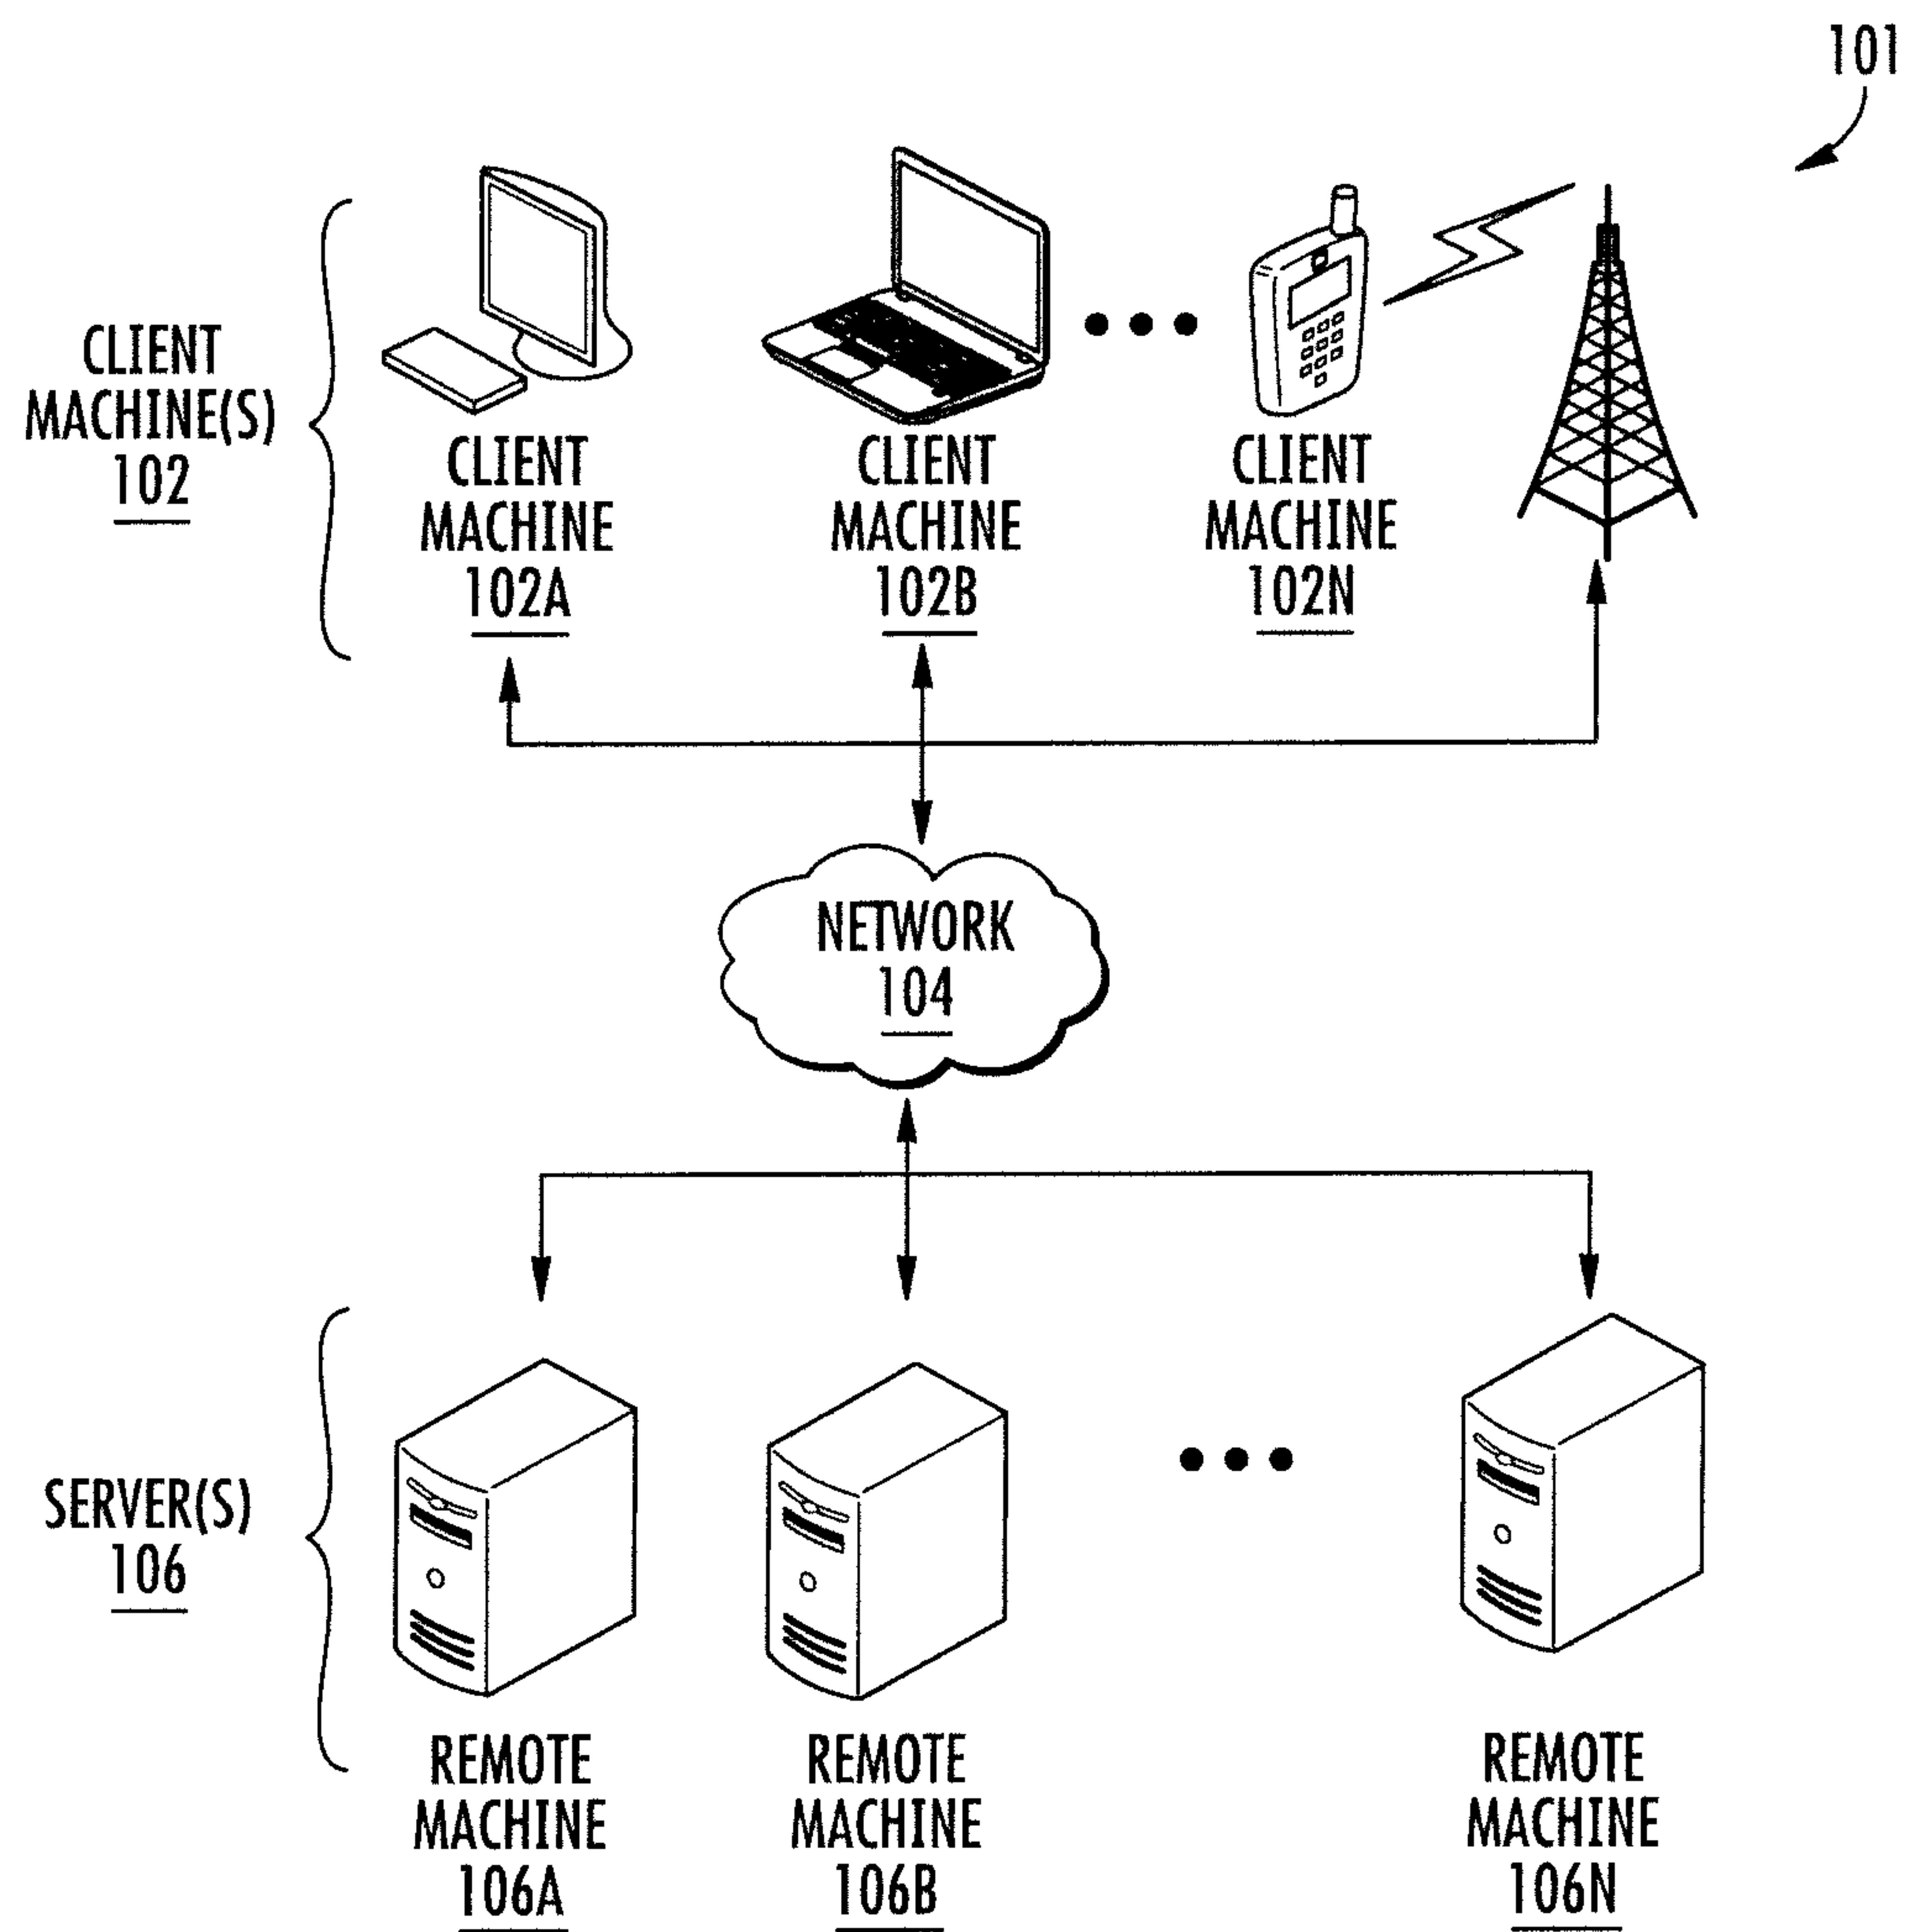 101
CLIENT
MACHINE(S)
102
CLIENT
MACHINE
102A
CLIENT
MACHINE
102B
CLIENT
MACHINE
102N
NETWORK
104
SERVER(S)
106
REMOTE
MACHINE
106A
REMOTE
MACHINE
106B
REMOTE
MACHINE
106N